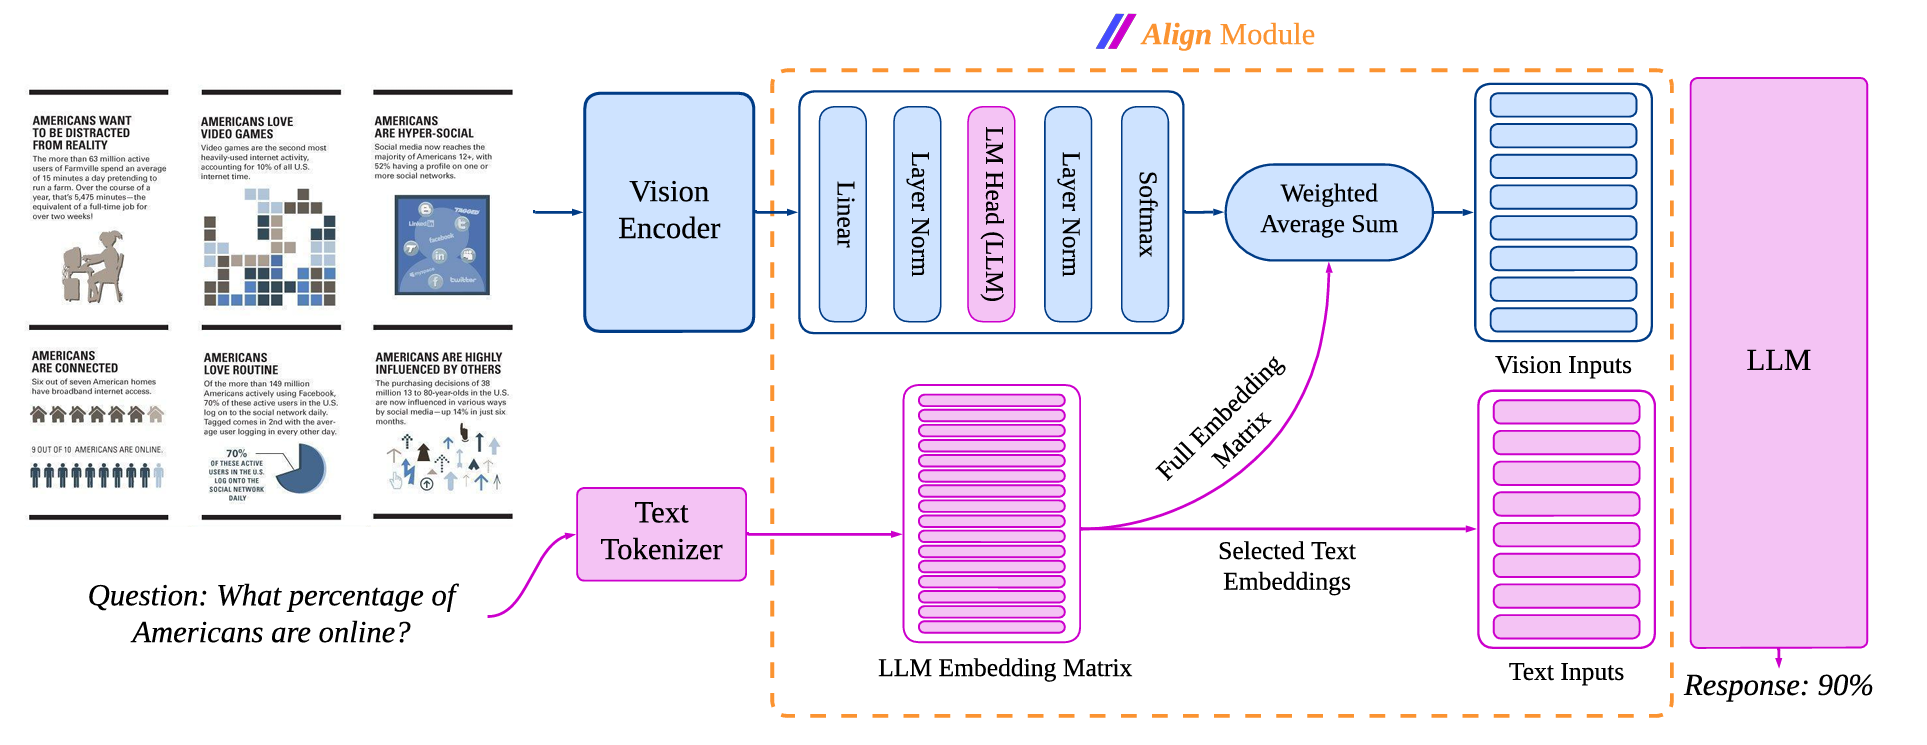 Align Module
AMERICANS WANT
TO BE DISTRACTED
FROM REALITY
The more than 63 million active
users of Farmville spend an average
of 15 minutes a day pretending to
run a farm. Over the course of a
year, that's 5,475 minutes—the
equivalent of a full-time job for
over two weeks!
AMERICANS LOVE
VIDEO GAMES
Video games are the second most
heavily-used internet activity,
accounting for 10% of all U.S.
internet time.
AMERICANS
ARE HYPER-SOCIAL
Social media now reaches the
majority of Americans 12+, with
52% having a profile on one or
more social networks.
TAGGED
LinkedIn
facebook
in
myspace
f
twitter
AMERICANS
ARE CONNECTED
Six out of seven American homes
have broadband internet access.
9 OUT OF 10 AMERICANS ARE ONLINE.
AMERICANS
LOVE ROUTINE
Of the more than 149 million
Americans actively using Facebook,
70% of these active users in the U.S.
log on to the social network daily.
Tagged comes in 2nd with the aver-
age user logging in every other day.
70%
OF THESE ACTIVE
USERS IN THE U.S.
LOG ONTO THE
SOCIAL NETWORK
DAILY
AMERICANS ARE HIGHLY
INFLUENCED BY OTHERS
The purchasing decisions of 38
million 13 to 80-year-olds in the U.S.
are now influenced in various ways
by social media—up 14% in just six
months.
Question: What percentage of
Americans are online?
Vision
Encoder
Text
Tokenizer
Linear
Layer Norm
LM Head (LLM)
Layer Norm
Softmax
Weighted
Average Sum
Full Embedding
Matrix
LLM Embedding Matrix
Selected Text
Embeddings
Vision Inputs
Text Inputs
LLM
Response: 90%